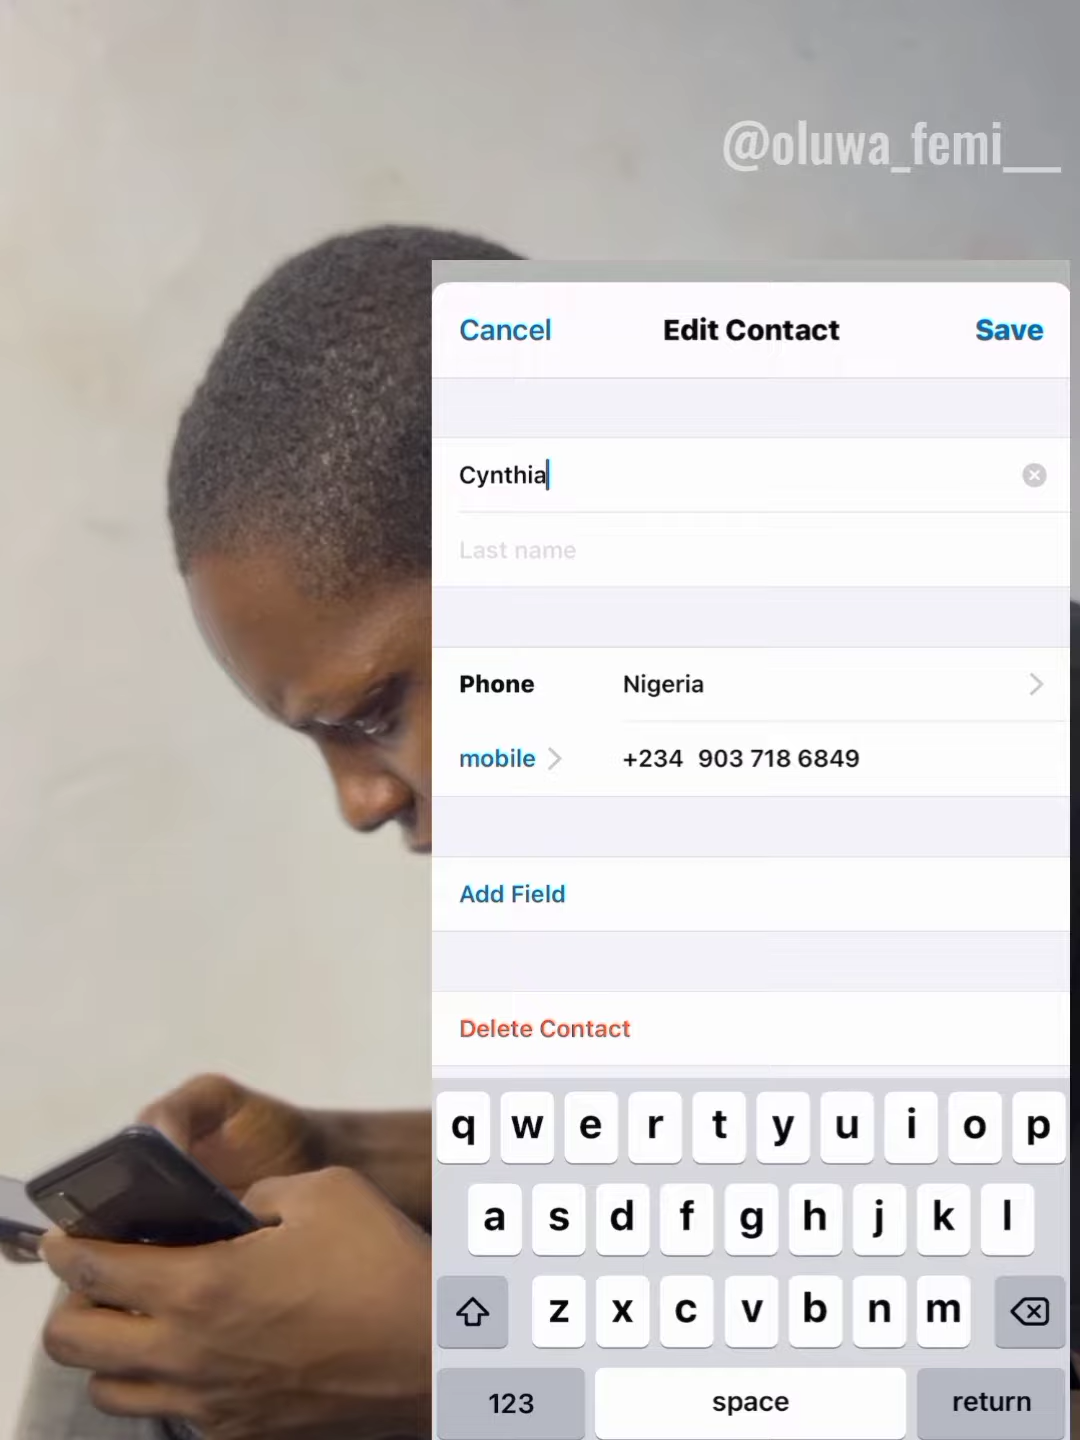 @oluwa_femi___
Cancel Edit Contact Save
Cynthia
Last name
Phone Nigeria
mobile +234 903 718 6849
Add Field
Delete Contact
q w e r t y u i o p
a s d f g h j k l
z x c v b n m
123 space return